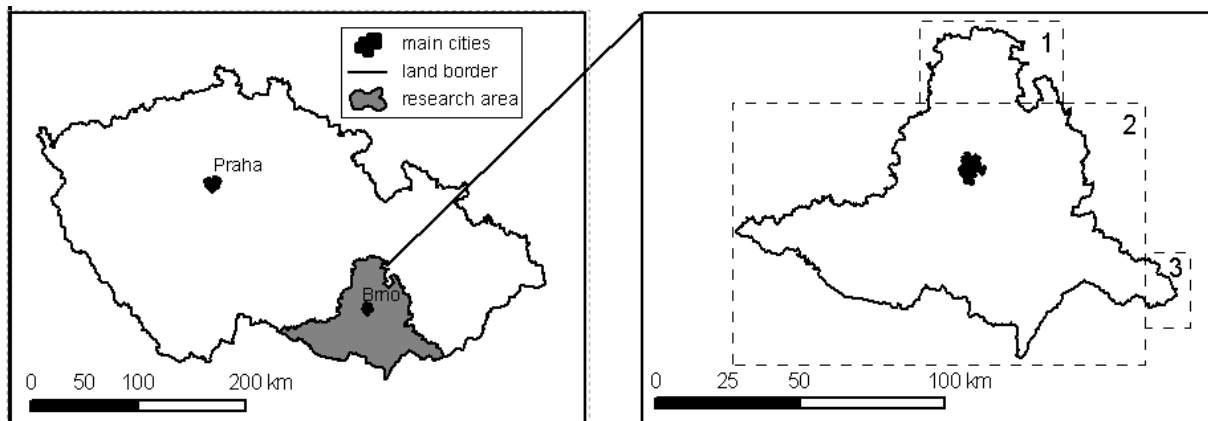 main cities
land border
research area
Praha
Brno
0 50 100 200 km
1
2
3
0 25 50 100 km